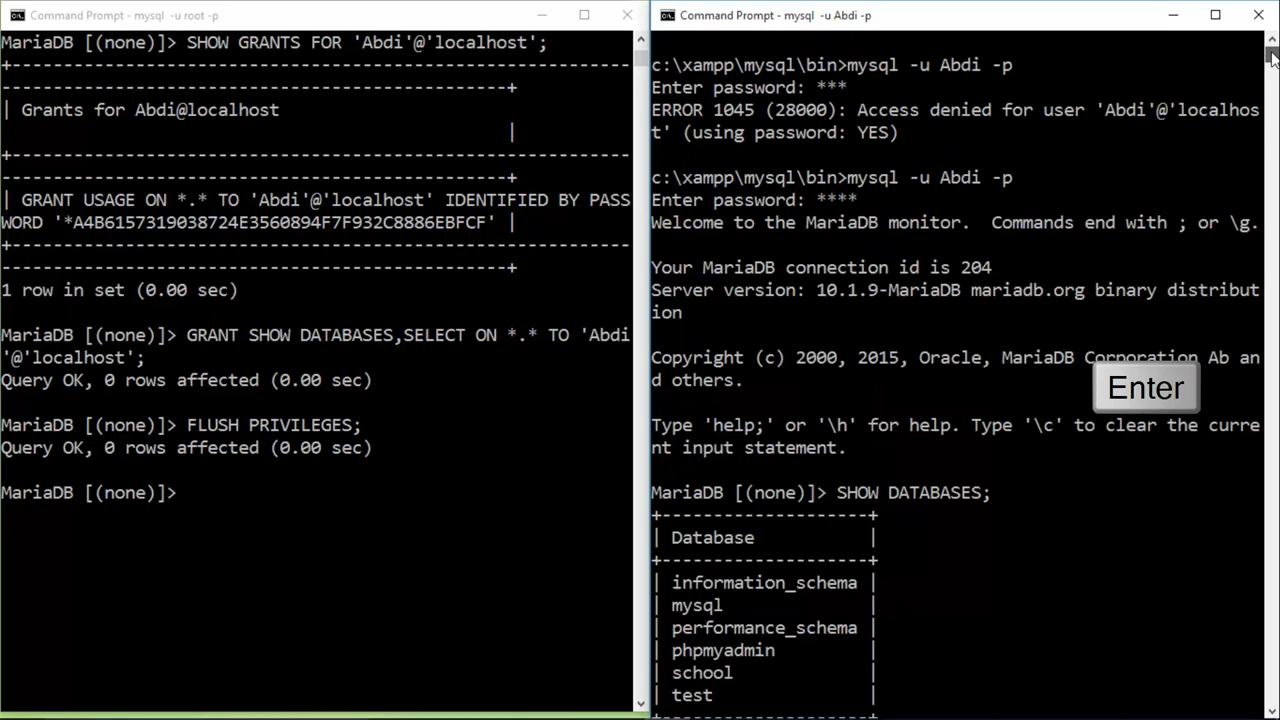 Command Prompt - mysql -u root -p
MariaDB [(none)]> SHOW GRANTS FOR 'Abdi'@'localhost';
+-------------------------------------------------------------
-------------------------------------------------+
| Grants for Abdi@localhost
|
+-------------------------------------------------------------
-------------------------------------------------+
| GRANT USAGE ON *.* TO 'Abdi'@'localhost' IDENTIFIED BY PASS
WORD '*A4B6157319038724E3560894F7F932C8886EBFCF' |
+-------------------------------------------------------------
-------------------------------------------------+
1 row in set (0.00 sec)
MariaDB [(none)]> GRANT SHOW DATABASES,SELECT ON *.* TO 'Abdi
'@'localhost';
Query OK, 0 rows affected (0.00 sec)
MariaDB [(none)]> FLUSH PRIVILEGES;
Query OK, 0 rows affected (0.00 sec)
MariaDB [(none)]>
Command Prompt - mysql -u Abdi -p
c:\xampp\mysql\bin>mysql -u Abdi -p
Enter password: ***
ERROR 1045 (28000): Access denied for user 'Abdi'@'localhos
t' (using password: YES)
c:\xampp\mysql\bin>mysql -u Abdi -p
Enter password: ****
Welcome to the MariaDB monitor.  Commands end with ; or \g.
Your MariaDB connection id is 204
Server version: 10.1.9-MariaDB mariadb.org binary distribut
ion
Copyright (c) 2000, 2015, Oracle, MariaDB Corporation Ab an
d others.
Enter
Type 'help;' or '\h' for help. Type '\c' to clear the curre
nt input statement.
MariaDB [(none)]> SHOW DATABASES;
+--------------------+
| Database           |
+--------------------+
| information_schema |
| mysql              |
| performance_schema |
| phpmyadmin         |
| school             |
| test               |
+--------------------+